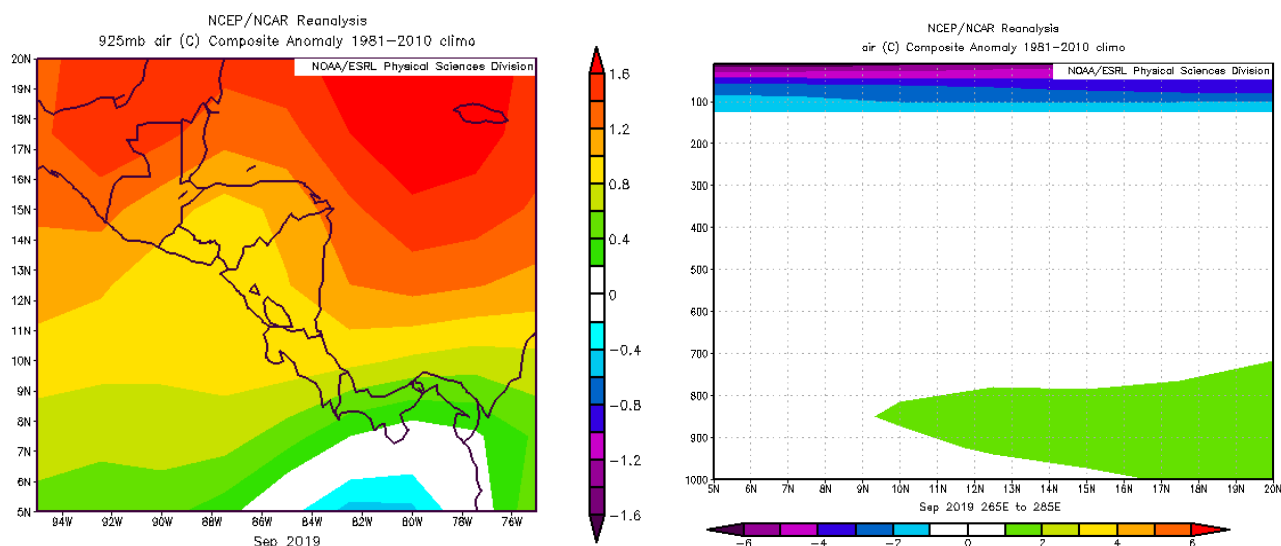 NCEP/NCAR Reanalysis
925mb air (C) Composite Anomaly 1981-2010 climo
NOAA/ESRL Physical Sciences Division
20N
19N
18N
17N
16N
15N
14N
13N
12N
11N
10N
9N
8N
7N
6N
5N
94W 92W 90W 88W 86W 84W 82W 80W 78W 76W
Sep 2019
1.6
1.2
0.8
0.4
0
-0.4
-0.8
-1.2
-1.6
NCEP/NCAR Reanalysis
air (C) Composite Anomaly 1981-2010 climo
NOAA/ESRL Physical Sciences Division
100
200
300
400
500
600
700
800
900
1000
5N 6N 7N 8N 9N 10N 11N 12N 13N 14N 15N 16N 17N 18N 19N 20N
Sep 2019 265E to 285E
-6 -4 -2 0 2 4 6